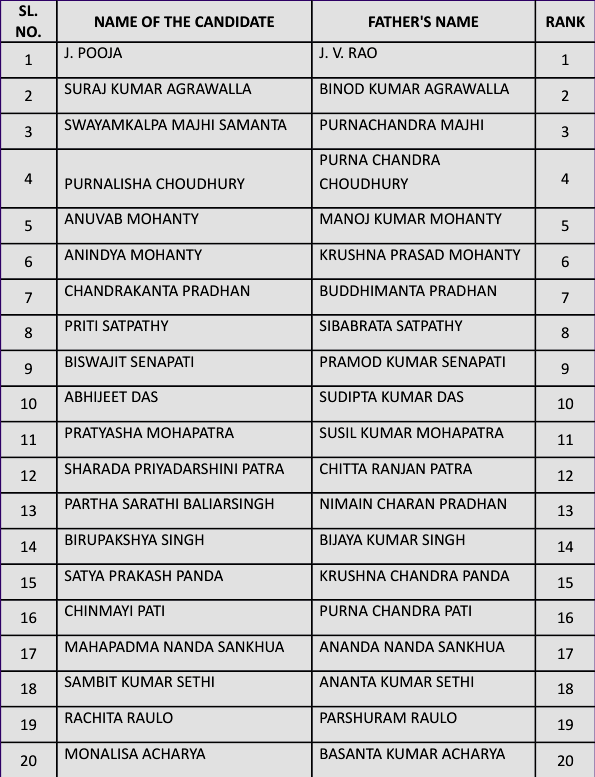 SL. NO. NAME OF THE CANDIDATE FATHER'S NAME RANK
1 J. POOJA J. V. RAO 1
2 SURAJ KUMAR AGRAWALLA BINOD KUMAR AGRAWALLA 2
3 SWAYAMKALPA MAJHI SAMANTA PURNACHANDRA MAJHI 3
4 PURNALISHA CHOUDHURY PURNA CHANDRA CHOUDHURY 4
5 ANUVAB MOHANTY MANOJ KUMAR MOHANTY 5
6 ANINDYA MOHANTY KRUSHNA PRASAD MOHANTY 6
7 CHANDRAKANTA PRADHAN BUDDHIMANTA PRADHAN 7
8 PRITI SATPATHY SIBABRATA SATPATHY 8
9 BISWAJIT SENAPATI PRAMOD KUMAR SENAPATI 9
10 ABHIJEET DAS SUDIPTA KUMAR DAS 10
11 PRATYASHA MOHAPATRA SUSIL KUMAR MOHAPATRA 11
12 SHARADA PRIYADARSHINI PATRA CHITTA RANJAN PATRA 12
13 PARTHA SARATHI BALIARSINGH NIMAIN CHARAN PRADHAN 13
14 BIRUPAKSHYA SINGH BIJAYA KUMAR SINGH 14
15 SATYA PRAKASH PANDA KRUSHNA CHANDRA PANDA 15
16 CHINMAYI PATI PURNA CHANDRA PATI 16
17 MAHAPADMA NANDA SANKHUA ANANDA NANDA SANKHUA 17
18 SAMBIT KUMAR SETHI ANANTA KUMAR SETHI 18
19 RACHITA RAULO PARSHURAM RAULO 19
20 MONALISA ACHARYA BASANTA KUMAR ACHARYA 20